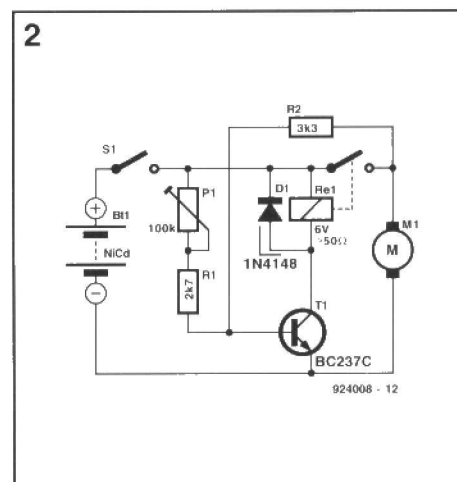 2
R2
3k3
S1
P1
100k
D1
Re1
6V
>50Ω
1N4148
Bt1
NiCd
R1
2k7
M1
M
T1
BC237C
924008 - 12